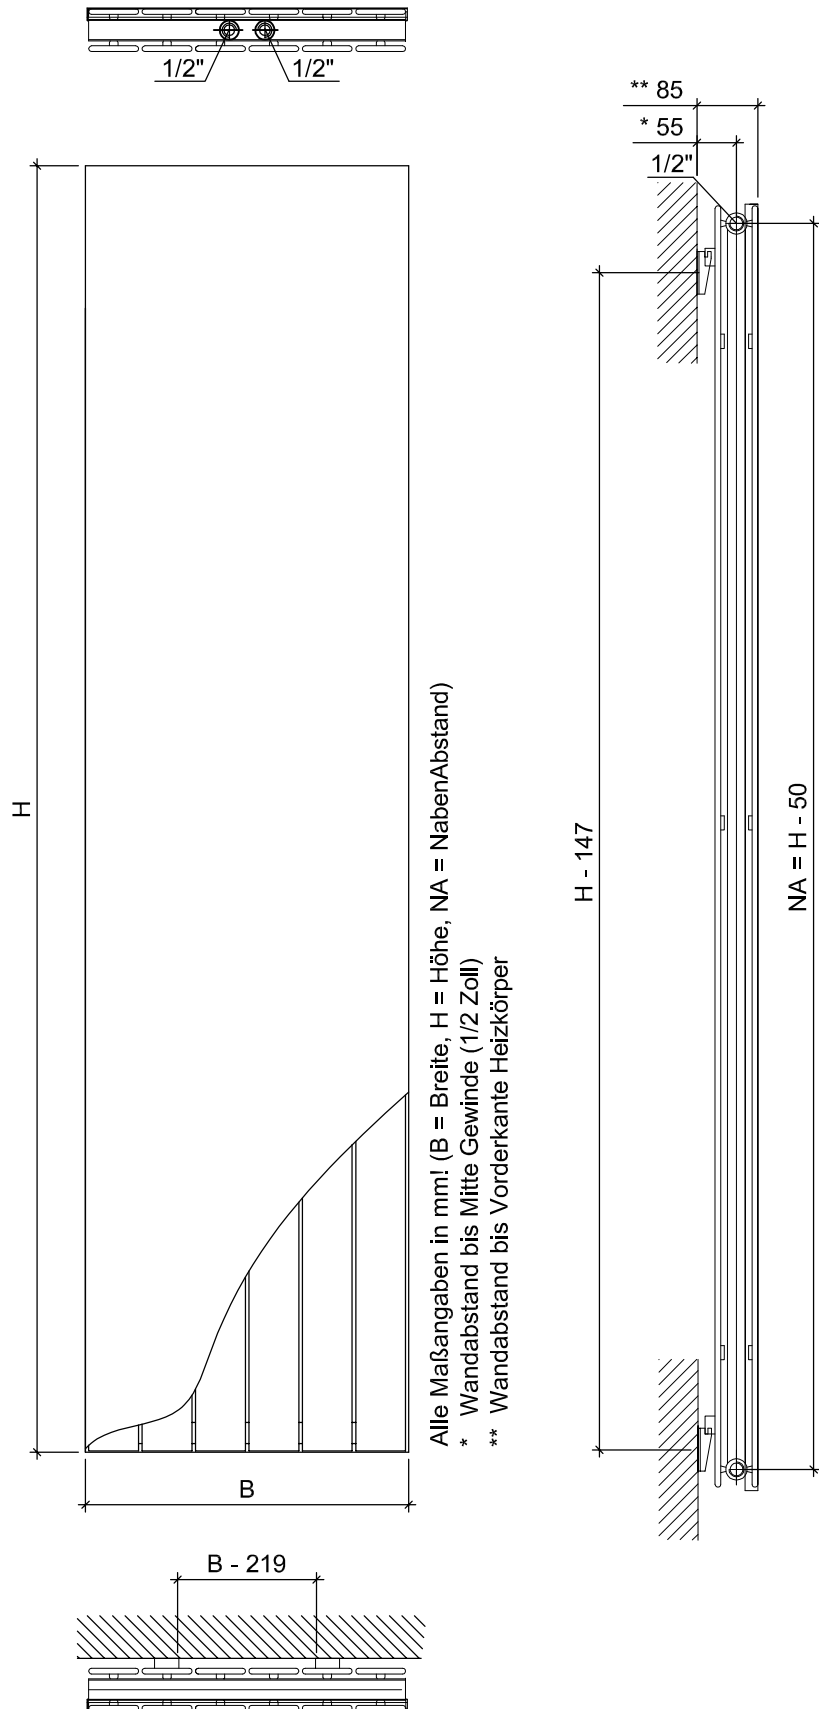 1/2" 1/2"
** 85
* 55
1/2"
H
H - 147
NA = H - 50
Alle Maßangaben in mm! (B = Breite, H = Höhe, NA = NabenAbstand)
* Wandabstand bis Mitte Gewinde (1/2 Zoll)
** Wandabstand bis Vorderkante Heizkörper
B
B - 219